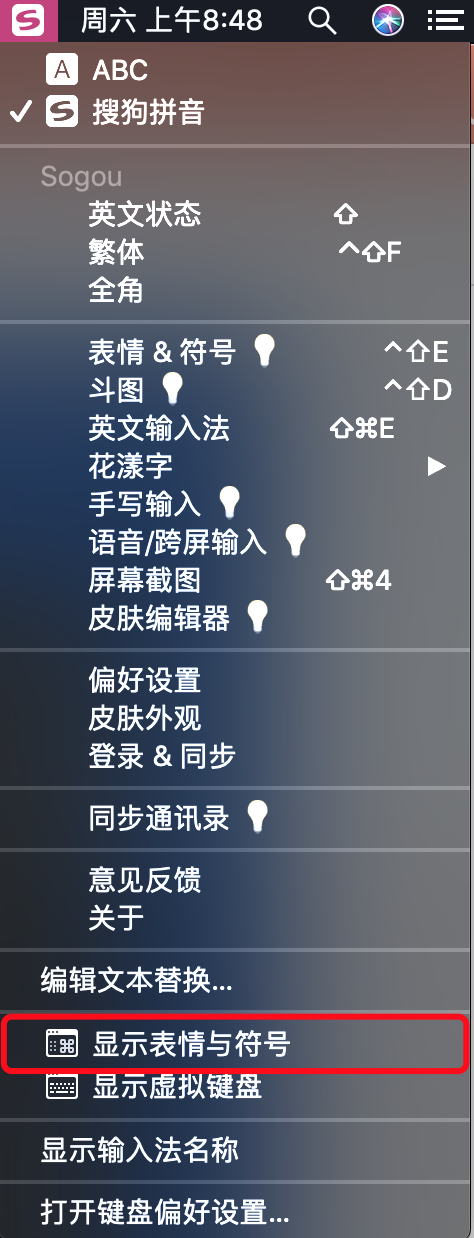 周六 上午8:48
A ABC
✓ S 搜狗拼音
Sogou
英文状态 ⇧
繁体 ^⇧F
全角
表情 & 符号 ^⇧E
斗图 ^⇧D
英文输入法 ⇧⌘E
花漾字 ▶
手写输入
语音/跨屏输入
屏幕截图 ⇧⌘4
皮肤编辑器
偏好设置
皮肤外观
登录 & 同步
同步通讯录
意见反馈
关于
编辑文本替换...
⌘ 显示表情与符号
显示虚拟键盘
显示输入法名称
打开键盘偏好设置...